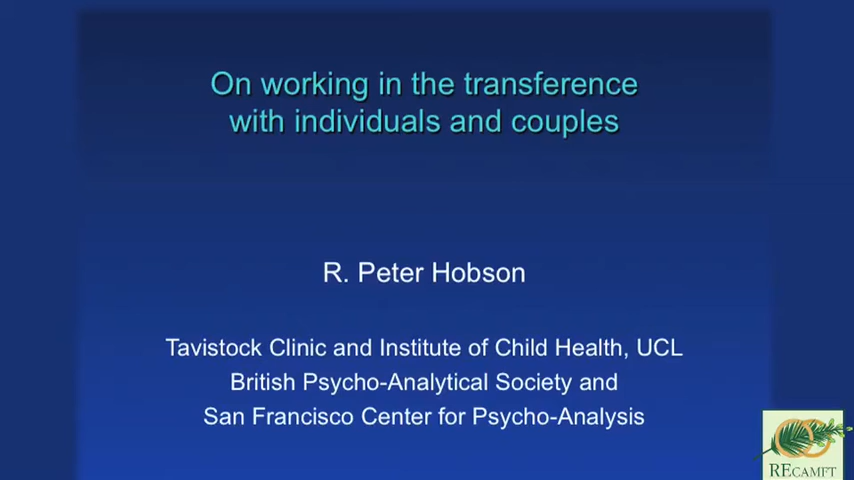 On working in the transference
with individuals and couples
R. Peter Hobson
Tavistock Clinic and Institute of Child Health, UCL
British Psycho-Analytical Society and
San Francisco Center for Psycho-Analysis
RECAMFT